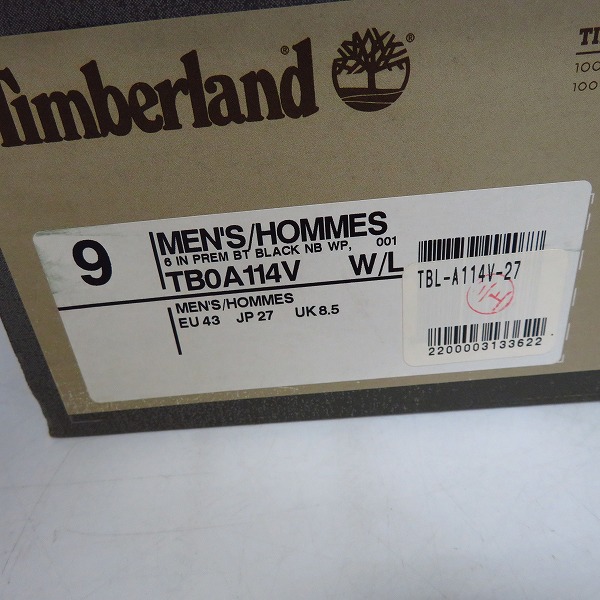 Timberland®
®
100
100
9
MEN'S/HOMMES
6 IN PREM BT BLACK NB WP, 001
TB0A114V W/L
MEN'S/HOMMES
EU 43 JP 27 UK 8.5
TBL-A114V-27
2200003133622